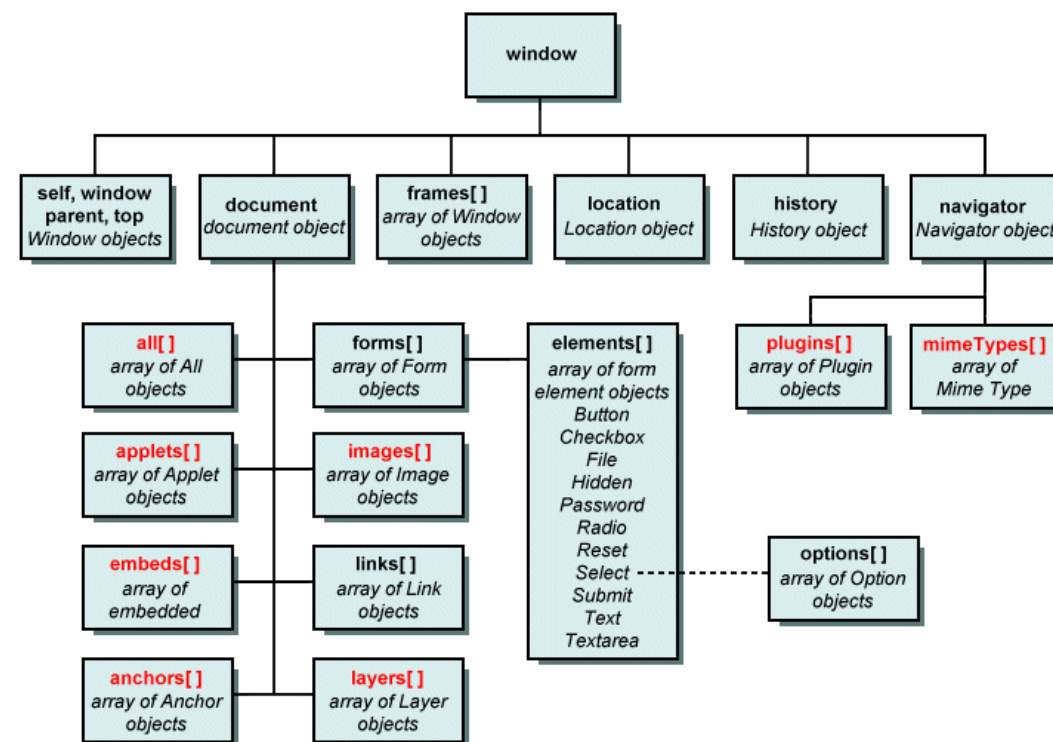 window
self, window
parent, top
Window objects
document
document object
frames[ ]
array of Window
objects
location
Location object
history
History object
navigator
Navigator object
all[ ]
array of All
objects
forms[ ]
array of Form
objects
elements[ ]
array of form
element objects
Button
Checkbox
File
Hidden
Password
Radio
Reset
Select
Submit
Text
Textarea
plugins[ ]
array of Plugin
objects
mimeTypes[ ]
array of
Mime Type
applets[ ]
array of Applet
objects
images[ ]
array of Image
objects
embeds[ ]
array of
embedded
links[ ]
array of Link
objects
options[ ]
array of Option
objects
anchors[ ]
array of Anchor
objects
layers[ ]
array of Layer
objects